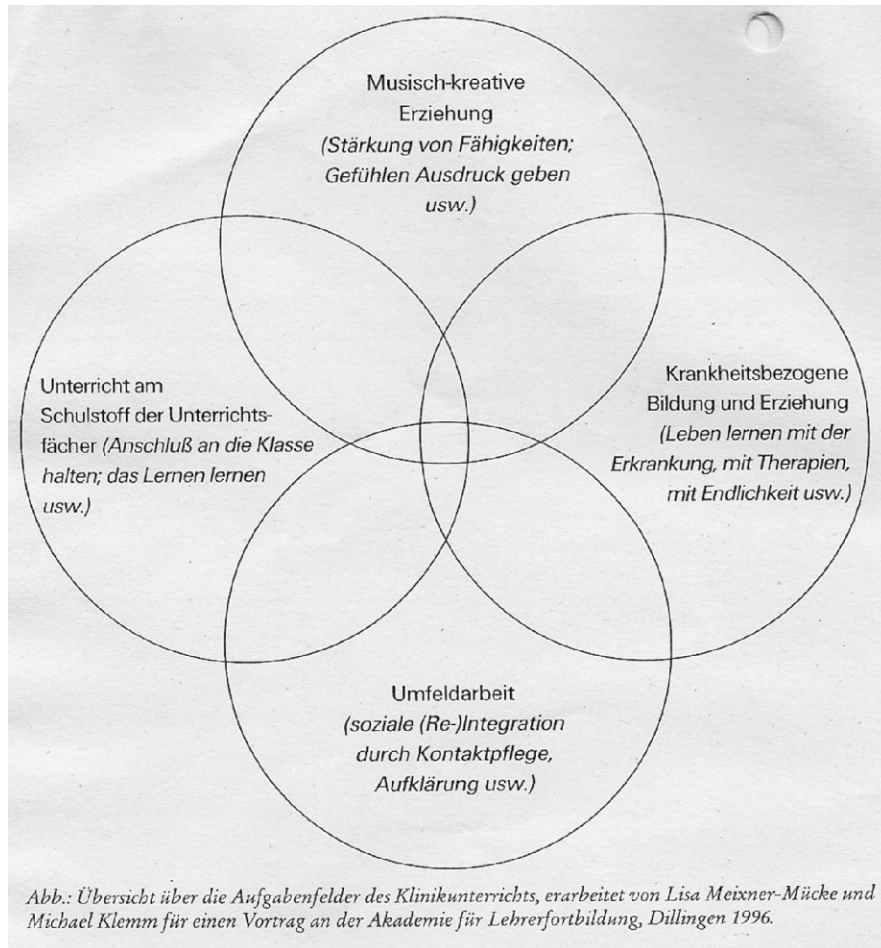 Musisch-kreative
Erziehung
(Stärkung von Fähigkeiten;
Gefühlen Ausdruck geben
usw.)
Unterricht am
Schulstoff der Unterrichts-
fächer (Anschluß an die Klasse
halten; das Lernen lernen
usw.)
Krankheitsbezogene
Bildung und Erziehung
(Leben lernen mit der
Erkrankung, mit Therapien,
mit Endlichkeit usw.)
Umfeldarbeit
(soziale (Re-)Integration
durch Kontaktpflege,
Aufklärung usw.)
Abb.: Übersicht über die Aufgabenfelder des Klinikunterrichts, erarbeitet von Lisa Meixner-Mücke und
Michael Klemm für einen Vortrag an der Akademie für Lehrerfortbildung, Dillingen 1996.